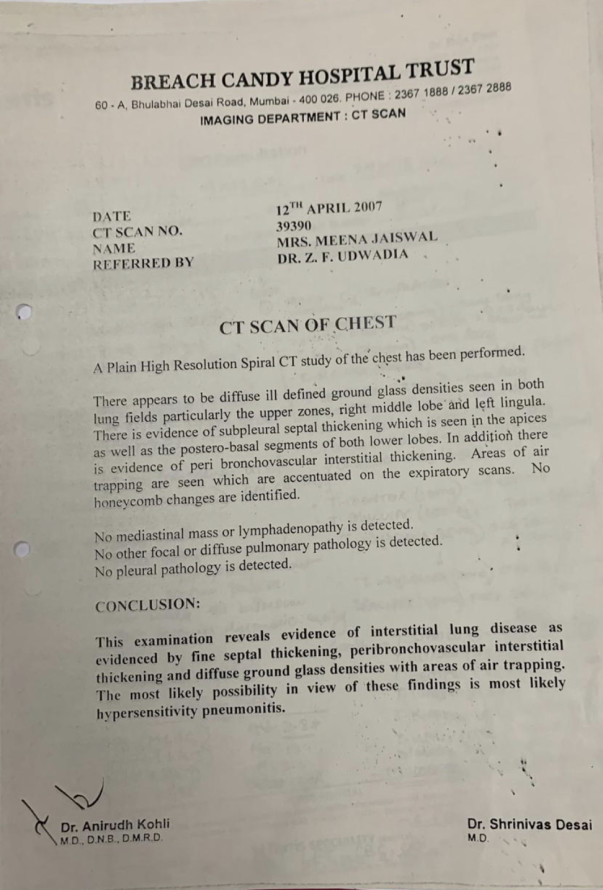 BREACH CANDY HOSPITAL TRUST
60 - A, Bhulabhai Desai Road, Mumbai - 400 026. PHONE : 2367 1888 / 2367 2888
IMAGING DEPARTMENT : CT SCAN
DATE 12TH APRIL 2007
CT SCAN NO. 39390
NAME MRS. MEENA JAISWAL
REFERRED BY DR. Z. F. UDWADIA
CT SCAN OF CHEST
A Plain High Resolution Spiral CT study of the chest has been performed.
There appears to be diffuse ill defined ground glass densities seen in both
lung fields particularly the upper zones, right middle lobe and left lingula.
There is evidence of subpleural septal thickening which is seen in the apices
as well as the postero-basal segments of both lower lobes. In addition there
is evidence of peri bronchovascular interstitial thickening. Areas of air
trapping are seen which are accentuated on the expiratory scans. No
honeycomb changes are identified.
No mediastinal mass or lymphadenopathy is detected.
No other focal or diffuse pulmonary pathology is detected.
No pleural pathology is detected.
CONCLUSION:
This examination reveals evidence of interstitial lung disease as
evidenced by fine septal thickening, peribronchovascular interstitial
thickening and diffuse ground glass densities with areas of air trapping.
The most likely possibility in view of these findings is most likely
hypersensitivity pneumonitis.
Dr. Anirudh Kohli
M.D., D.N.B., D.M.R.D.
Dr. Shrinivas Desai
M.D.